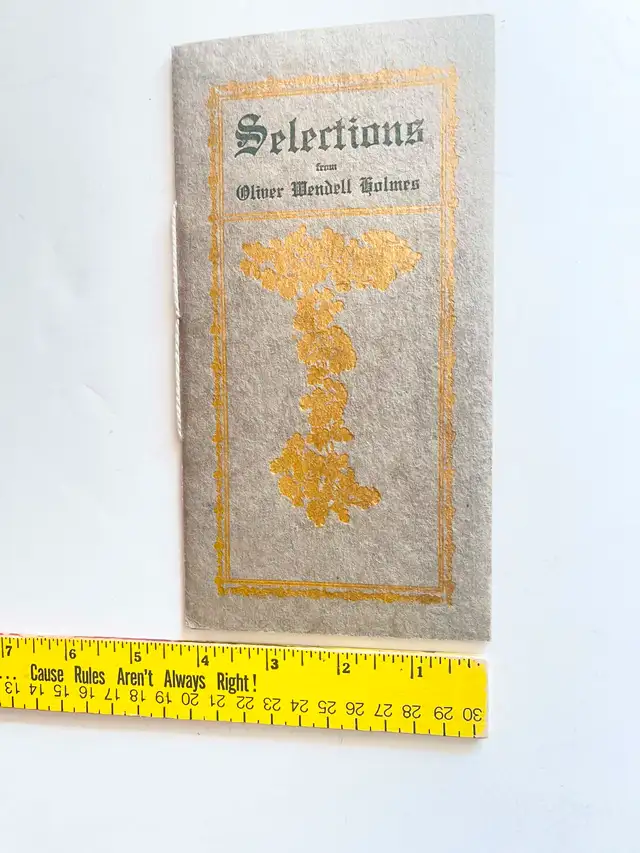 Selections
from
Oliver Wendell Holmes
7 6 5 4 3 2 1
... Cause Rules Aren't Always Right!
13 14 15 16 17 18 19 20 21 22 23 24 25 26 27 28 29 30